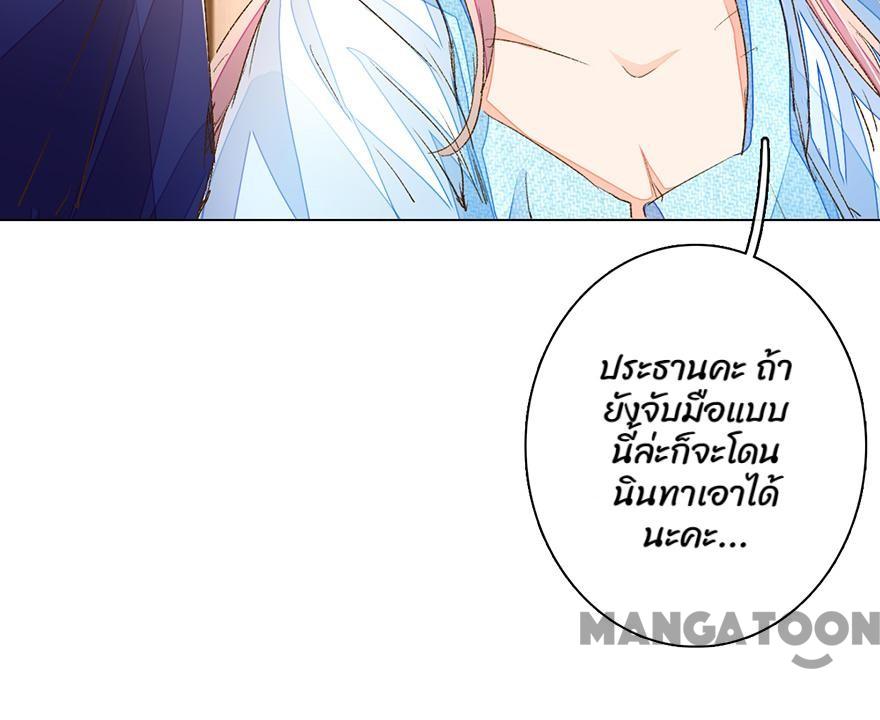 ประธานคะ ถ้า
ยังจับมือแบบ
นี้ล่ะก็จะโดน
นินทาเอาได้
นะคะ...
MANGATOON